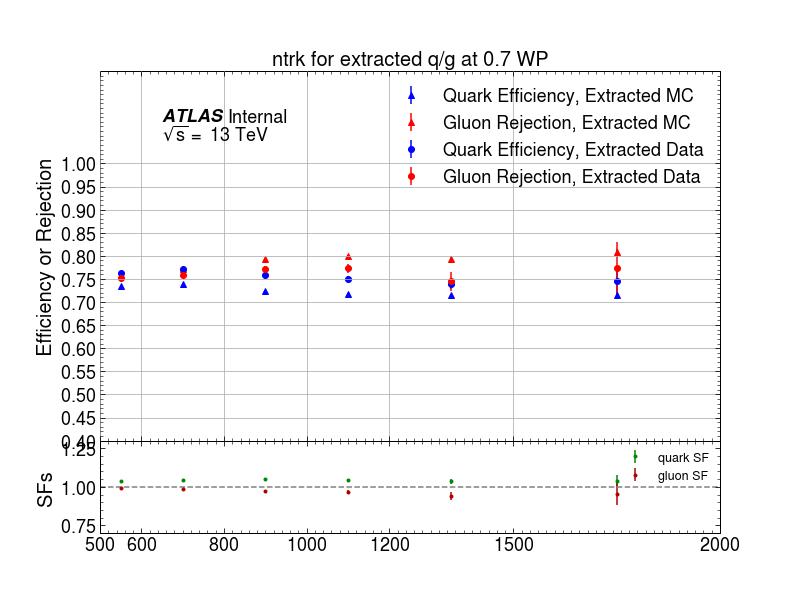 ntrk for extracted q/g at 0.7 WP
ATLAS Internal
√s = 13 TeV
Quark Efficiency, Extracted MC
Gluon Rejection, Extracted MC
Quark Efficiency, Extracted Data
Gluon Rejection, Extracted Data
Efficiency or Rejection
1.00
0.95
0.90
0.85
0.80
0.75
0.70
0.65
0.60
0.55
0.50
0.45
0.40
SFs
1.25
1.00
0.75
quark SF
gluon SF
500 600 800 1000 1200 1500 2000